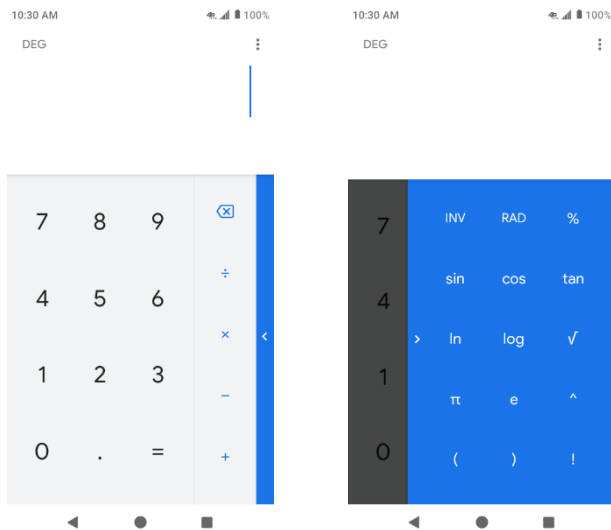 10:30 AM 100%
DEG
7 8 9
÷
4 5 6
×
1 2 3
−
0 . =
+
10:30 AM 100%
DEG
7 INV RAD %
sin cos tan
4
ln log √
1
π e ^
0
( ) !